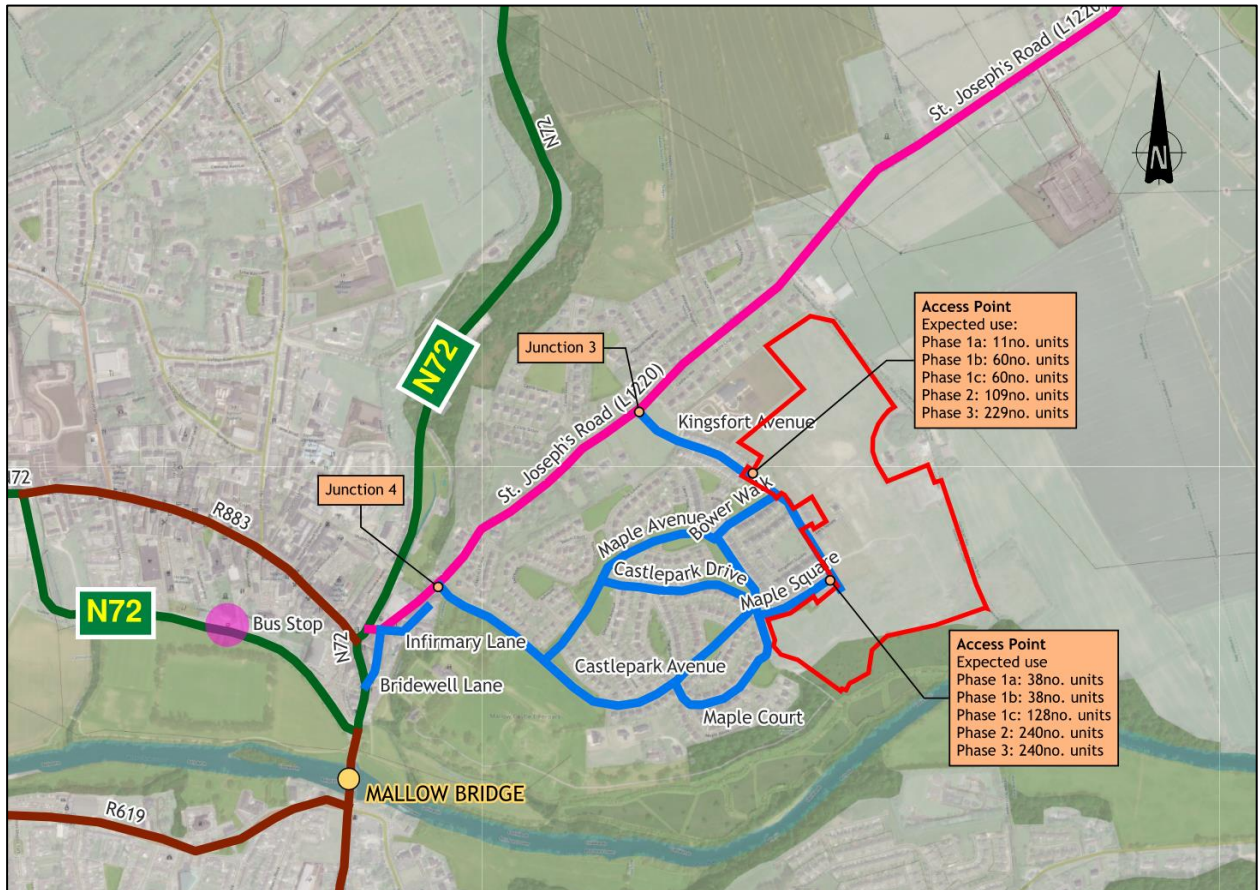 St. Joseph's Road (L1220)
N72
N
Access Point
Expected use:
Phase 1a: 11no. units
Phase 1b: 60no. units
Phase 1c: 60no. units
Phase 2: 109no. units
Phase 3: 229no. units
Junction 3
N72
St. Joseph's Road (L1220)
Kingsfort Avenue
N72
Junction 4
R883
Bower Walk
Maple Avenue
Castlepark Drive
Maple Square
N72
Bus Stop
N72
Infirmary Lane
Castlepark Avenue
Bridewell Lane
Maple Court
Access Point
Expected use
Phase 1a: 38no. units
Phase 1b: 38no. units
Phase 1c: 128no. units
Phase 2: 240no. units
Phase 3: 240no. units
MALLOW BRIDGE
R619